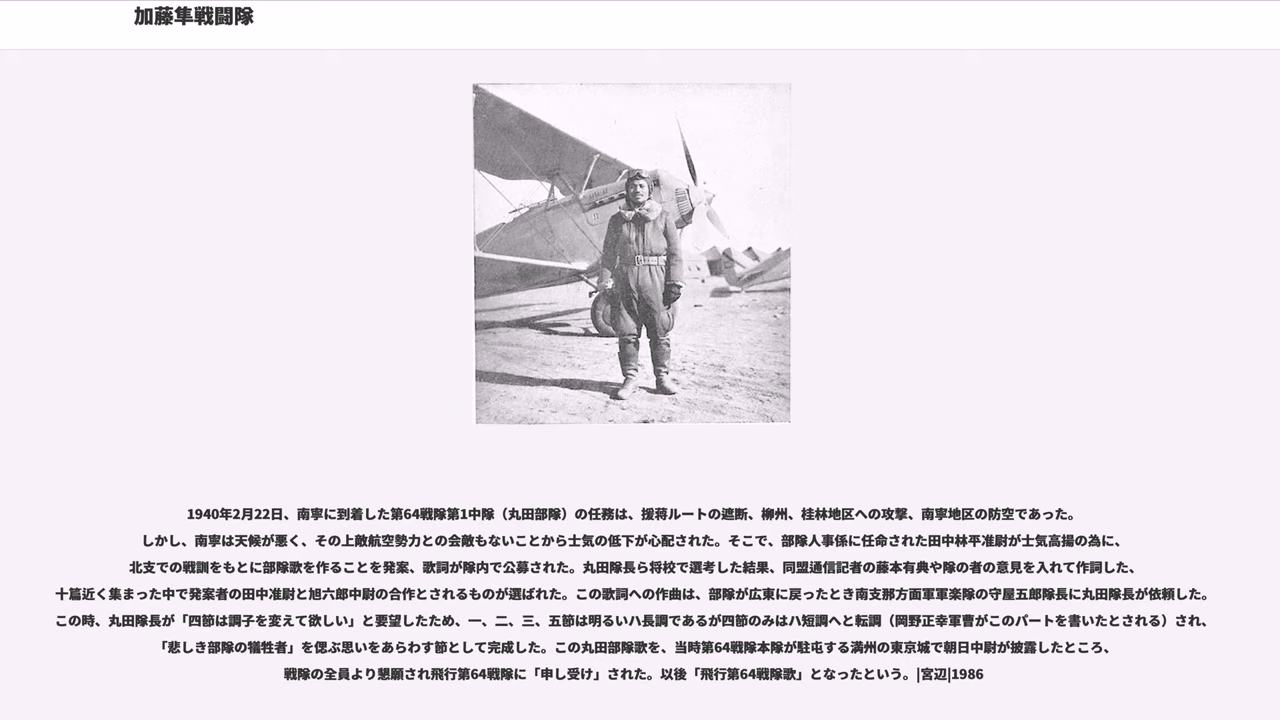 加藤隼戦闘隊
1940年2月22日、南寧に到着した第64戦隊第1中隊（丸田部隊）の任務は、援蒋ルートの遮断、柳州、桂林地区への攻撃、南寧地区の防空であった。
しかし、南寧は天候が悪く、その上敵航空勢力との会敵もないことから士気の低下が心配された。そこで、部隊人事係に任命された田中林平准尉が士気高揚の為に、
北支での戦訓をもとに部隊歌を作ることを発案、歌詞が隊内で公募された。丸田隊長ら将校で選考した結果、同盟通信記者の藤本有典や隊の者の意見を入れて作詞した、
十篇近く集まった中で発案者の田中准尉と旭六郎中尉の合作とされるものが選ばれた。この歌詞への作曲は、部隊が広東に戻ったとき南支那方面軍軍楽隊の守屋五郎隊長に丸田隊長が依頼した。
この時、丸田隊長が「四節は調子を変えて欲しい」と要望したため、一、二、三、五節は明るいハ長調であるが四節のみはハ短調へと転調（岡野正幸軍曹がこのパートを書いたとされる）され、
「悲しき部隊の犠牲者」を偲ぶ思いをあらわす節として完成した。この丸田部隊歌を、当時第64戦隊本隊が駐屯する満州の東京城で朝日中尉が披露したところ、
戦隊の全員より懇願され飛行第64戦隊に「申し受け」された。以後「飛行第64戦隊歌」となったという。|宮辺|1986